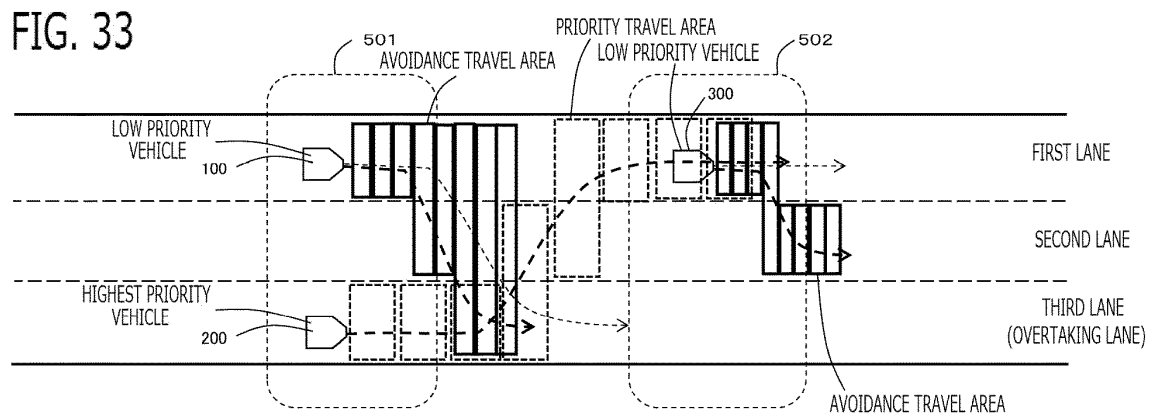 FIG. 33
501
AVOIDANCE TRAVEL AREA
PRIORITY TRAVEL AREA
LOW PRIORITY VEHICLE
502
300
LOW PRIORITY
VEHICLE
100
FIRST LANE
SECOND LANE
HIGHEST PRIORITY
VEHICLE
200
THIRD LANE
(OVERTAKING LANE)
AVOIDANCE TRAVEL AREA